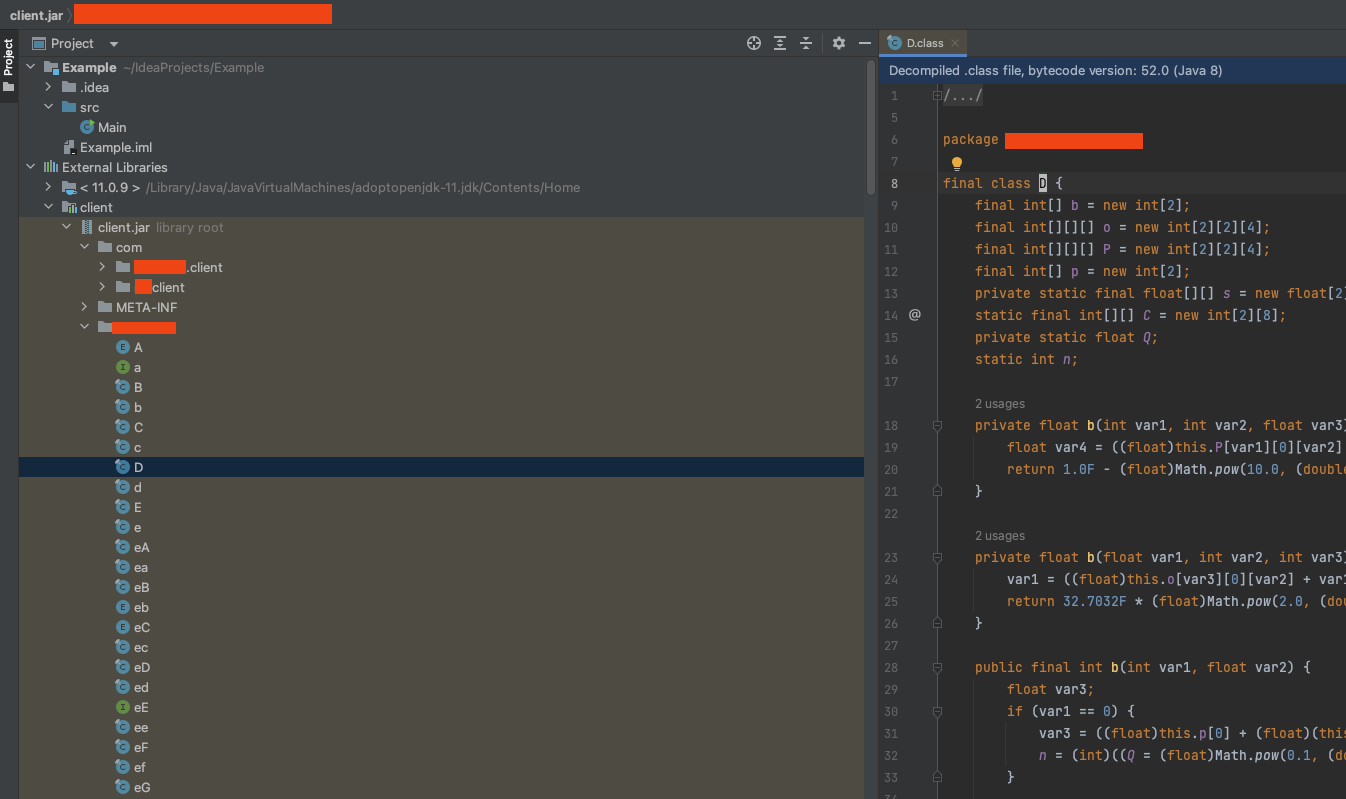 client.jar
Project
Project
D.class
Example ~/IdeaProjects/Example
.idea
src
Main
Example.iml
External Libraries
< 11.0.9 > /Library/Java/JavaVirtualMachines/adoptopenjdk-11.jdk/Contents/Home
client
client.jar library root
com
.client
client
META-INF
A
a
B
b
C
c
D
d
E
e
eA
ea
eB
eb
eC
ec
eD
ed
eE
ee
eF
ef
eG
Decompiled .class file, bytecode version: 52.0 (Java 8)
1 /.../
5
6 package
7
8 final class D {
9 final int[] b = new int[2];
10 final int[][][] o = new int[2][2][4];
11 final int[][][] P = new int[2][2][4];
12 final int[] p = new int[2];
13 private static final float[][] s = new float[2]
14 @ static final int[][] C = new int[2][8];
15 private static float Q;
16 static int n;
17
2 usages
18 private float b(int var1, int var2, float var3)
19 float var4 = ((float)this.P[var1][0][var2]
20 return 1.0F - (float)Math.pow(10.0, (double
21 }
22
2 usages
23 private float b(float var1, int var2, int var3)
24 var1 = ((float)this.o[var3][0][var2] + var1
25 return 32.7032F * (float)Math.pow(2.0, (dou
26 }
27
28 public final int b(int var1, float var2) {
29 float var3;
30 if (var1 == 0) {
31 var3 = ((float)this.p[0] + (float)(this
32 n = (int)((Q = (float)Math.pow(0.1, (do
33 }